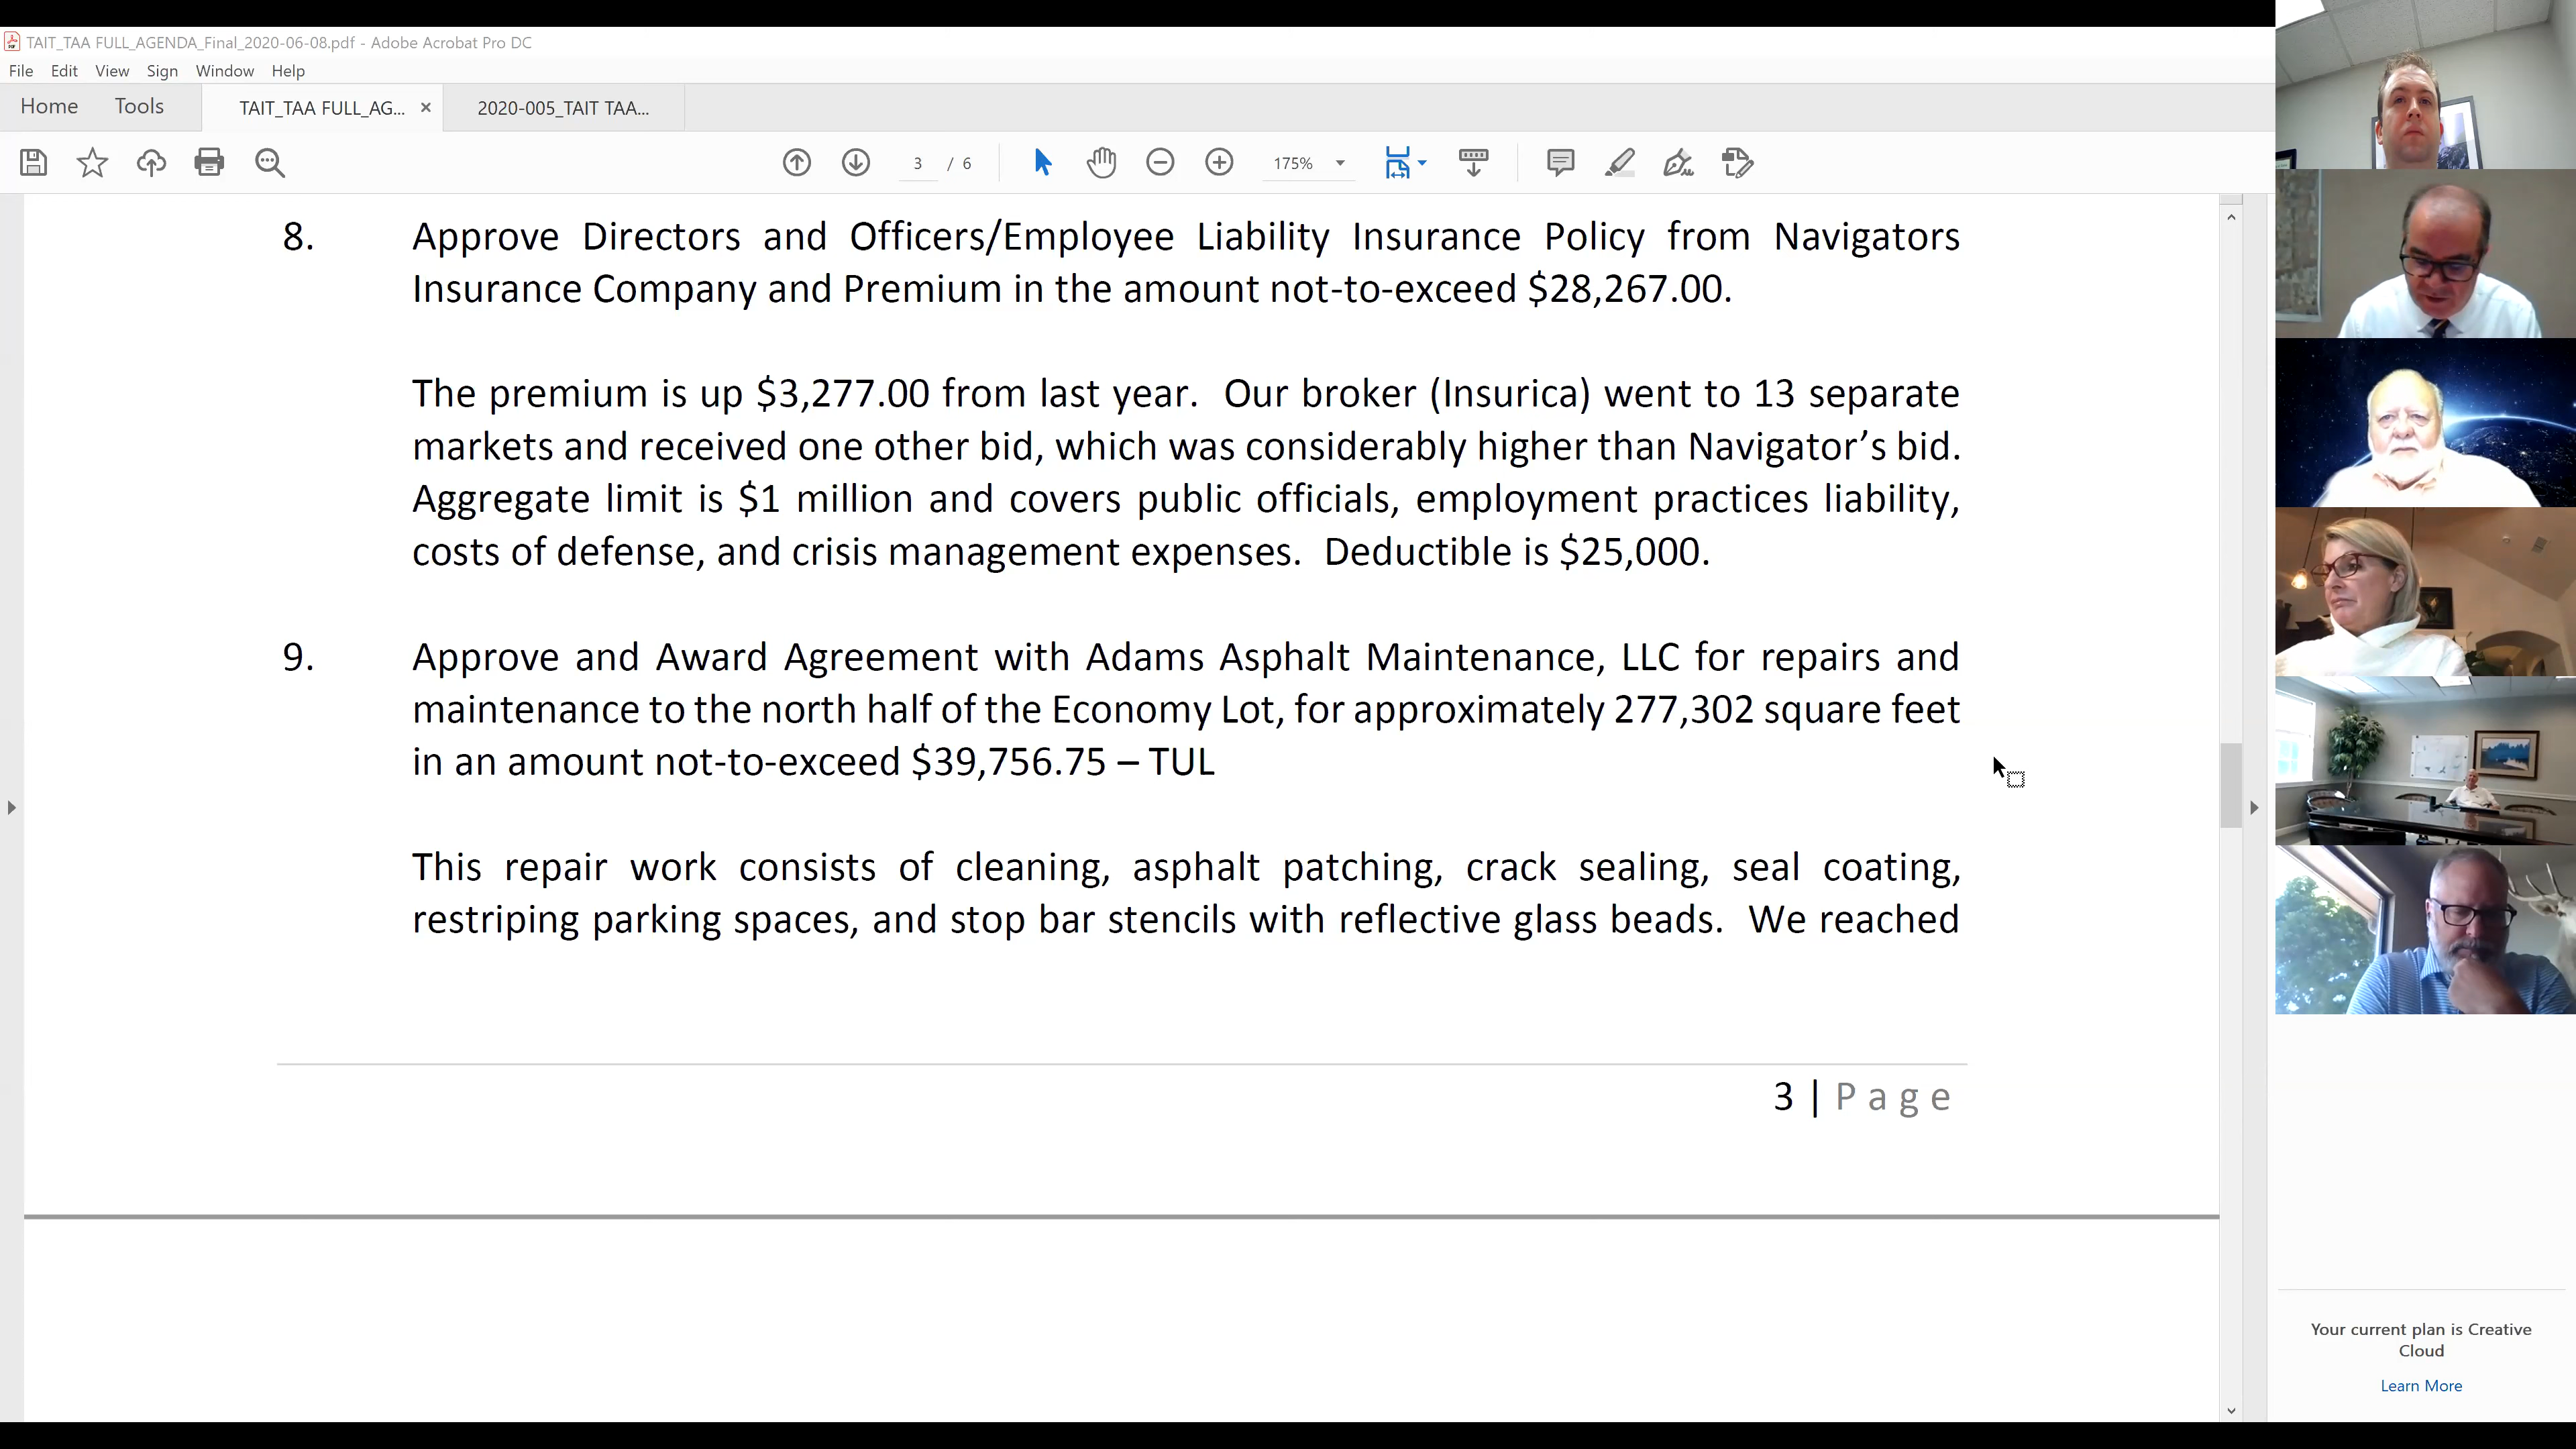 TAIT_TAA FULL_AGENDA_Final_2020-06-08.pdf - Adobe Acrobat Pro DC
File Edit View Sign Window Help
Home Tools TAIT_TAA FULL_AG... × 2020-005_TAIT TAA...
3 / 6 175%
8. Approve Directors and Officers/Employee Liability Insurance Policy from Navigators
Insurance Company and Premium in the amount not-to-exceed $28,267.00.
The premium is up $3,277.00 from last year. Our broker (Insurica) went to 13 separate
markets and received one other bid, which was considerably higher than Navigator’s bid.
Aggregate limit is $1 million and covers public officials, employment practices liability,
costs of defense, and crisis management expenses. Deductible is $25,000.
9. Approve and Award Agreement with Adams Asphalt Maintenance, LLC for repairs and
maintenance to the north half of the Economy Lot, for approximately 277,302 square feet
in an amount not-to-exceed $39,756.75 – TUL
This repair work consists of cleaning, asphalt patching, crack sealing, seal coating,
restriping parking spaces, and stop bar stencils with reflective glass beads. We reached
3 | Page
Your current plan is Creative
Cloud
Learn More